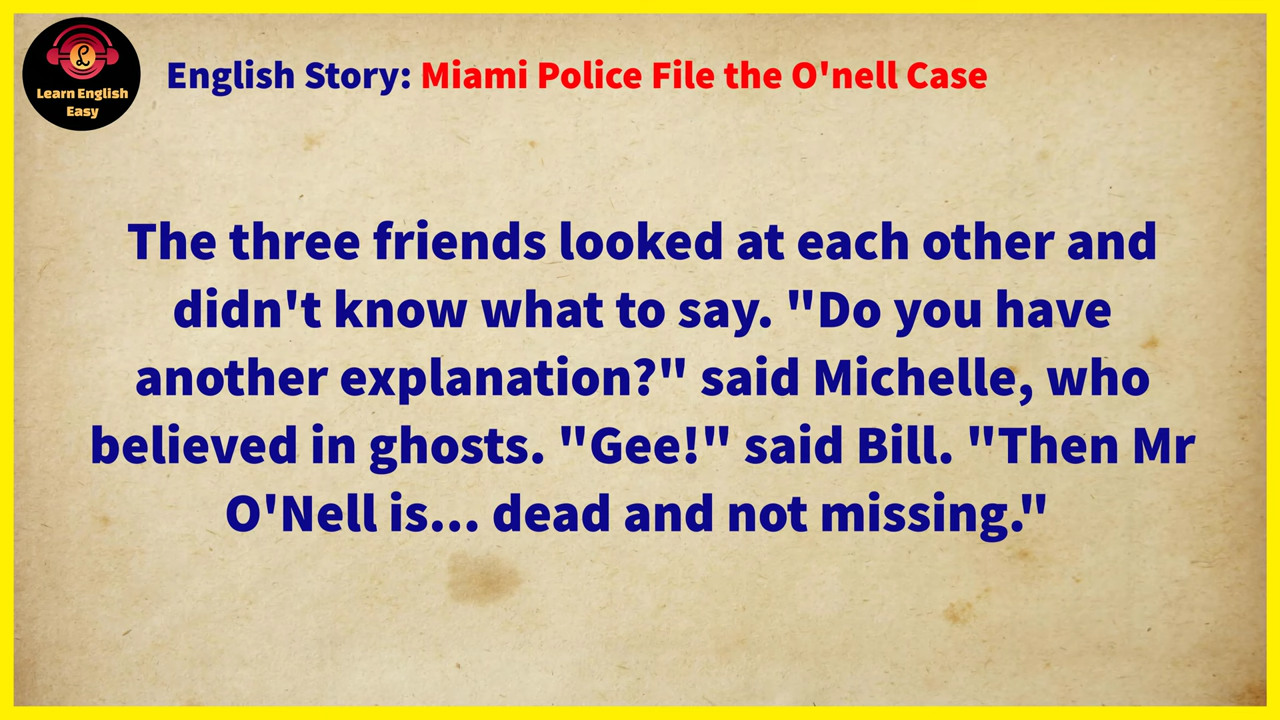 Learn English
Easy
English Story: Miami Police File the O'nell Case
The three friends looked at each other and
didn't know what to say. "Do you have
another explanation?" said Michelle, who
believed in ghosts. "Gee!" said Bill. "Then Mr
O'Nell is... dead and not missing."